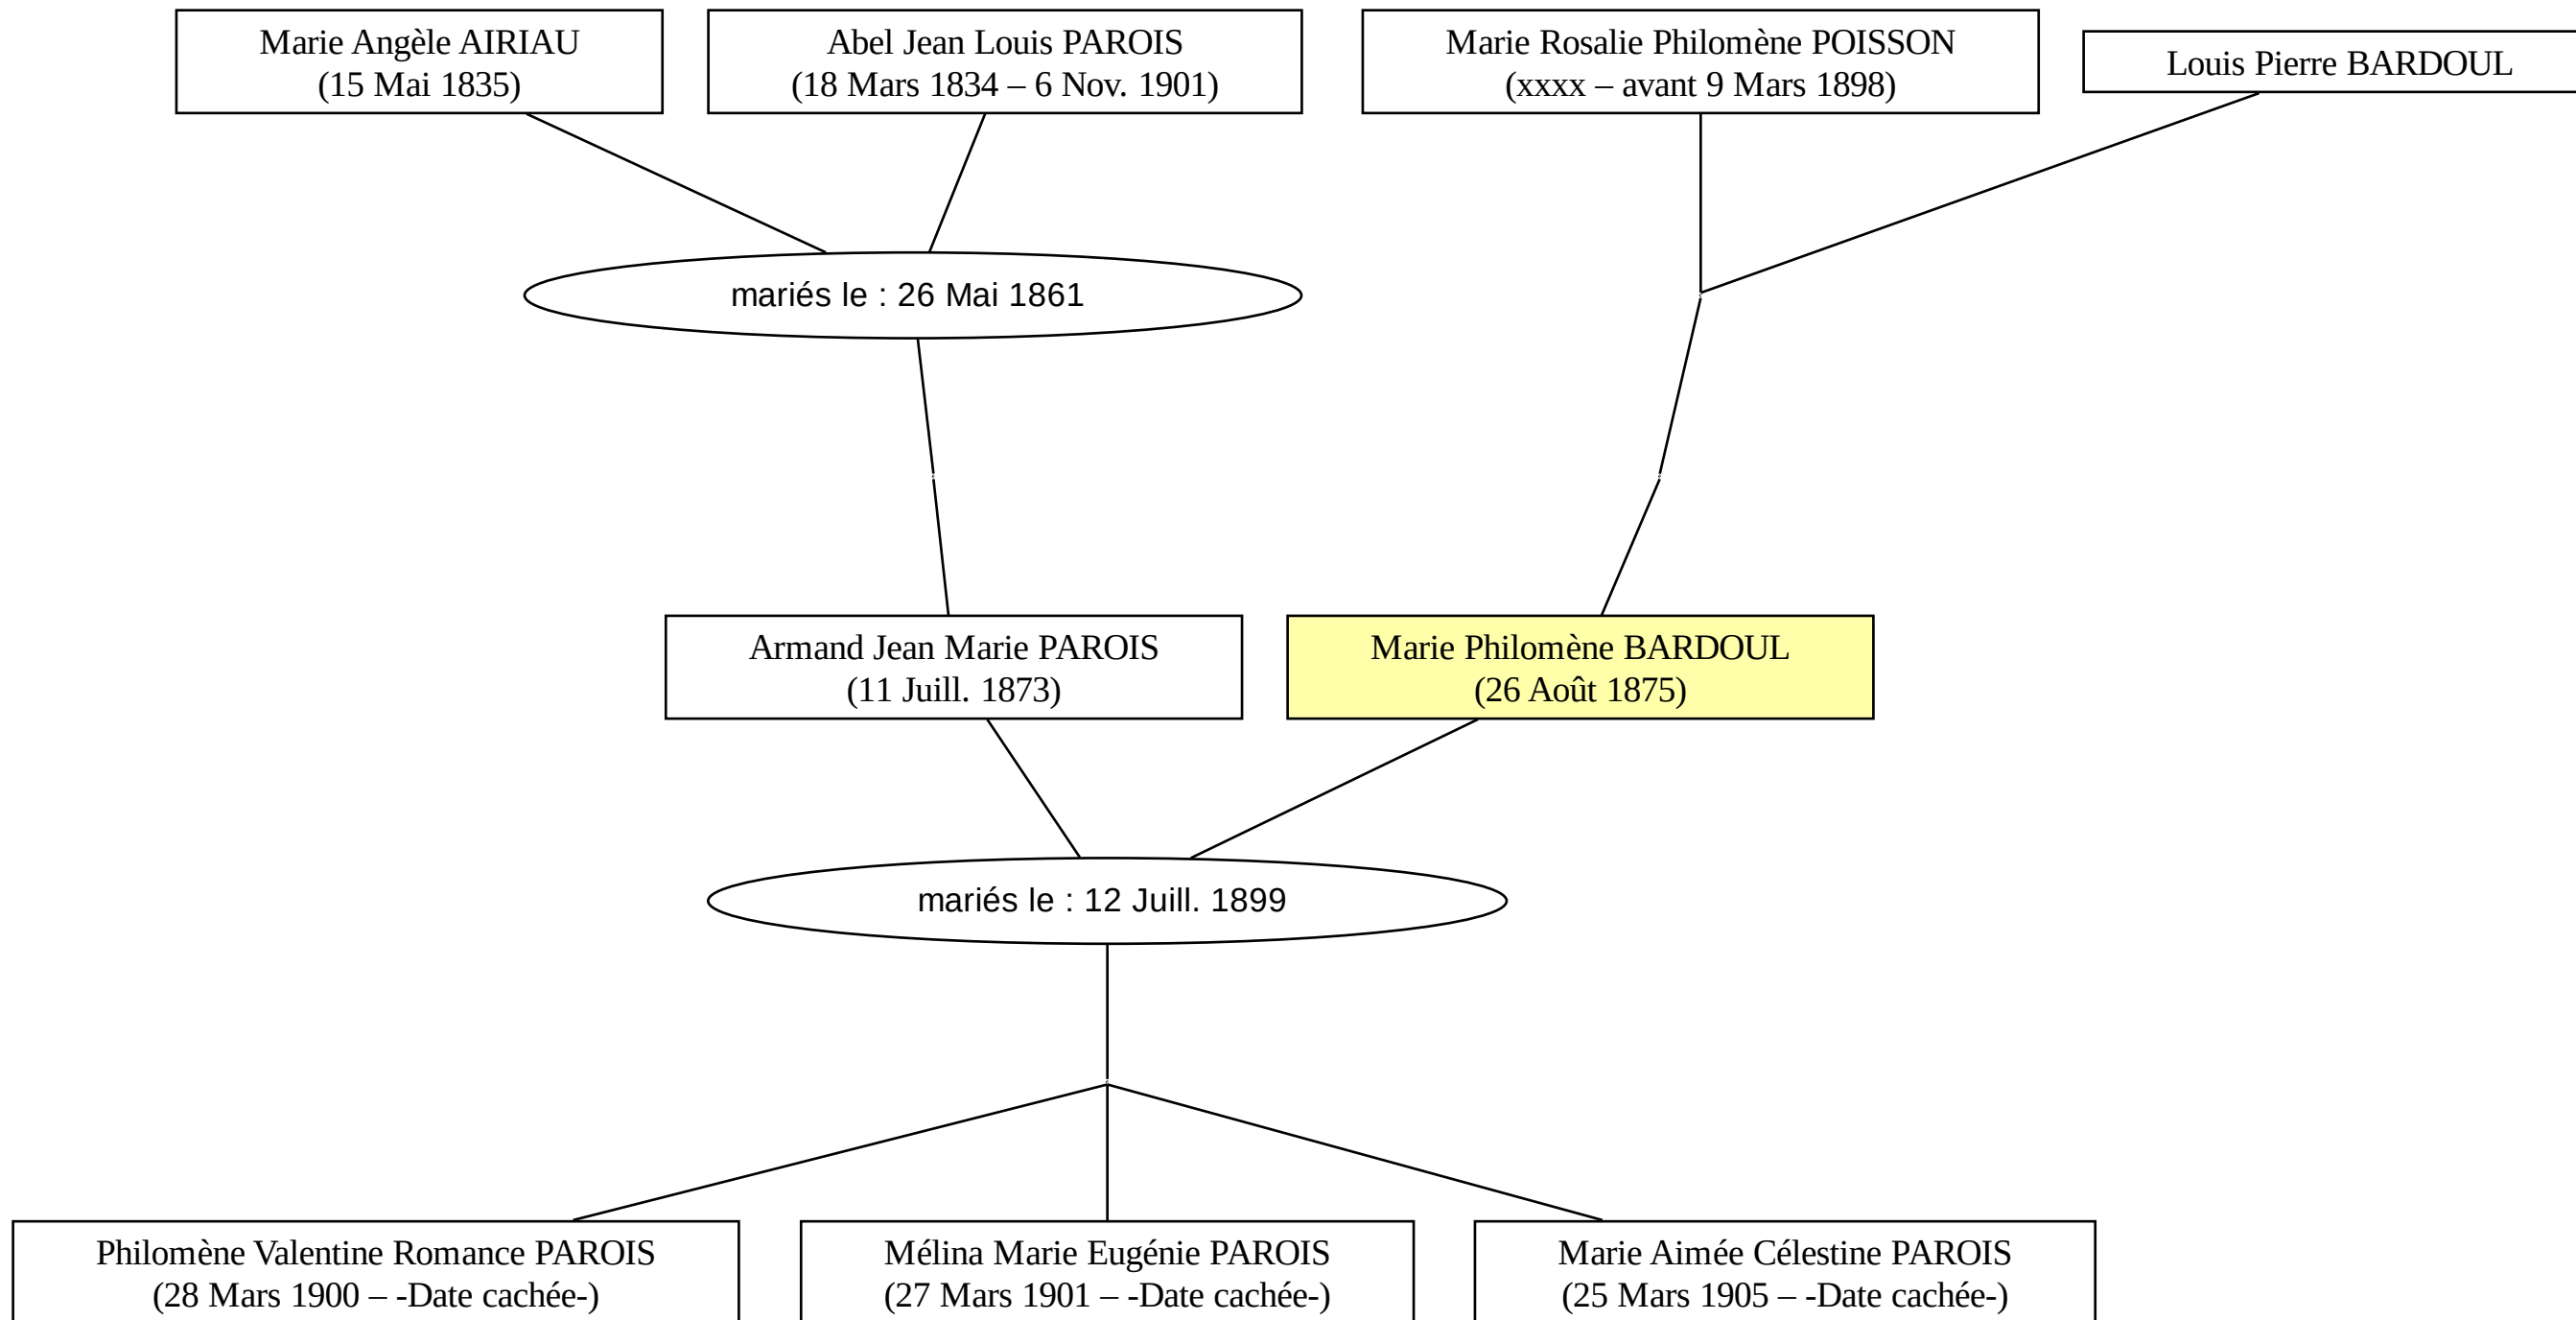 Marie Angèle AIRIAU
(15 Mai 1835)
Abel Jean Louis PAROIS
(18 Mars 1834 – 6 Nov. 1901)
Marie Rosalie Philomène POISSON
(xxxx – avant 9 Mars 1898)
Louis Pierre BARDOUL
mariés le : 26 Mai 1861
Armand Jean Marie PAROIS
(11 Juill. 1873)
Marie Philomène BARDOUL
(26 Août 1875)
mariés le : 12 Juill. 1899
Philomène Valentine Romance PAROIS
(28 Mars 1900 – -Date cachée-)
Mélina Marie Eugénie PAROIS
(27 Mars 1901 – -Date cachée-)
Marie Aimée Célestine PAROIS
(25 Mars 1905 – -Date cachée-)